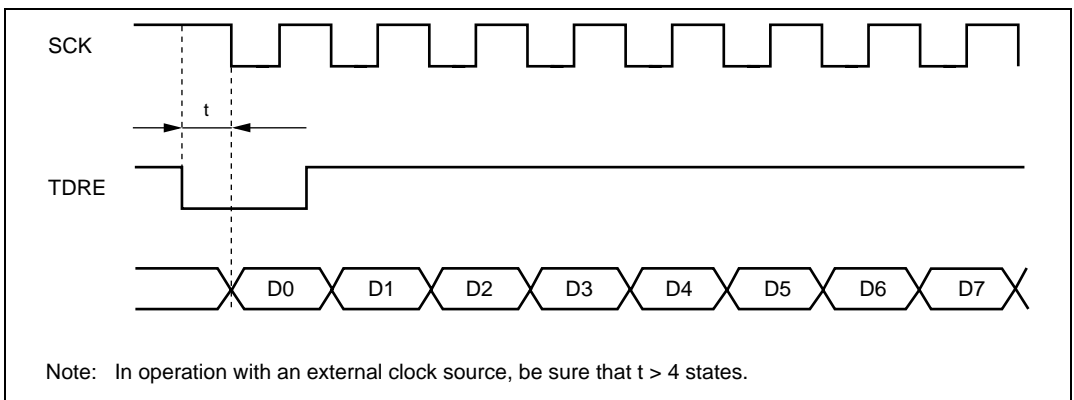 SCK
t
TDRE
D0 D1 D2 D3 D4 D5 D6 D7
Note: In operation with an external clock source, be sure that t > 4 states.